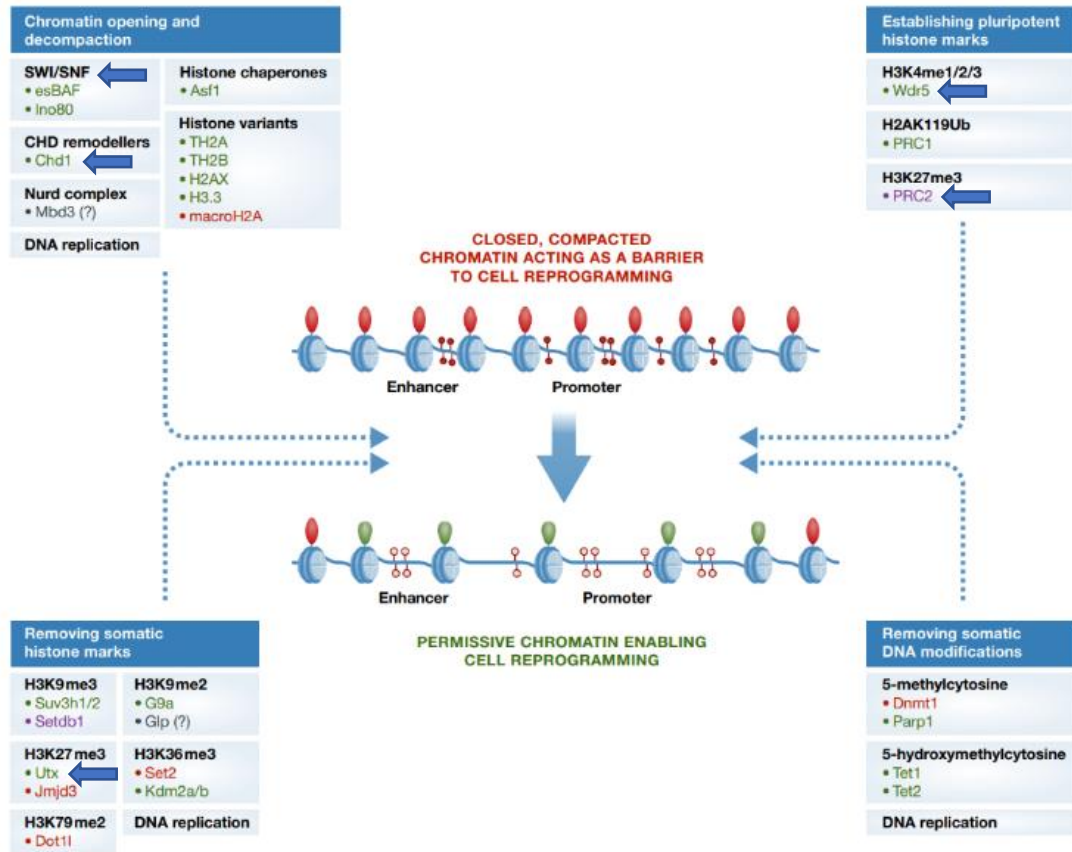 Chromatin opening and
decompaction
SWI/SNF
• esBAF
• Ino80
CHD remodellers
• Chd1
Nurd complex
• Mbd3 (?)
DNA replication
Histone chaperones
• Asf1
Histone variants
• TH2A
• TH2B
• H2AX
• H3.3
• macroH2A
Establishing pluripotent
histone marks
H3K4me1/2/3
• Wdr5
H2AK119Ub
• PRC1
H3K27me3
• PRC2
CLOSED, COMPACTED
CHROMATIN ACTING AS A BARRIER
TO CELL REPROGRAMMING
Enhancer
Promoter
Enhancer
Promoter
PERMISSIVE CHROMATIN ENABLING
CELL REPROGRAMMING
Removing somatic
histone marks
H3K9me3
• Suv3h1/2
• Setdb1
H3K27me3
• Utx
• Jmjd3
H3K79me2
• Dot1l
H3K9me2
• G9a
• Glp (?)
H3K36me3
• Set2
• Kdm2a/b
DNA replication
Removing somatic
DNA modifications
5-methylcytosine
• Dnmt1
• Parp1
5-hydroxymethylcytosine
• Tet1
• Tet2
DNA replication